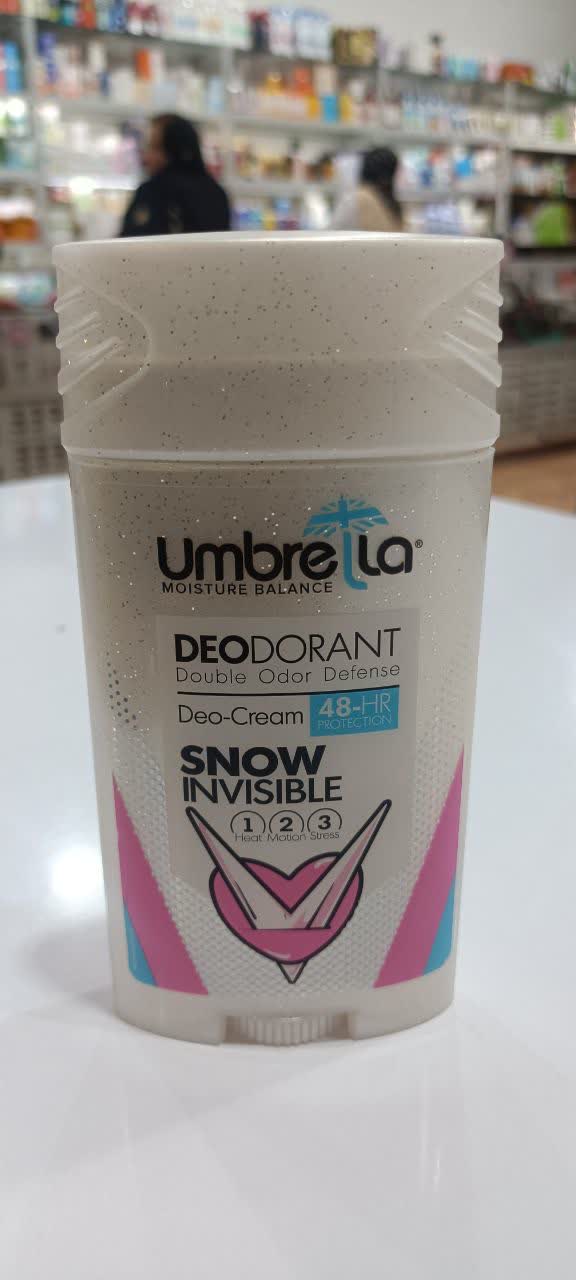 umbrella®
MOISTURE BALANCE
DEODORANT
Double Odor Defense
Deo-Cream 48-HR
PROTECTION
SNOW
INVISIBLE
1 2 3
Heat Motion Stress